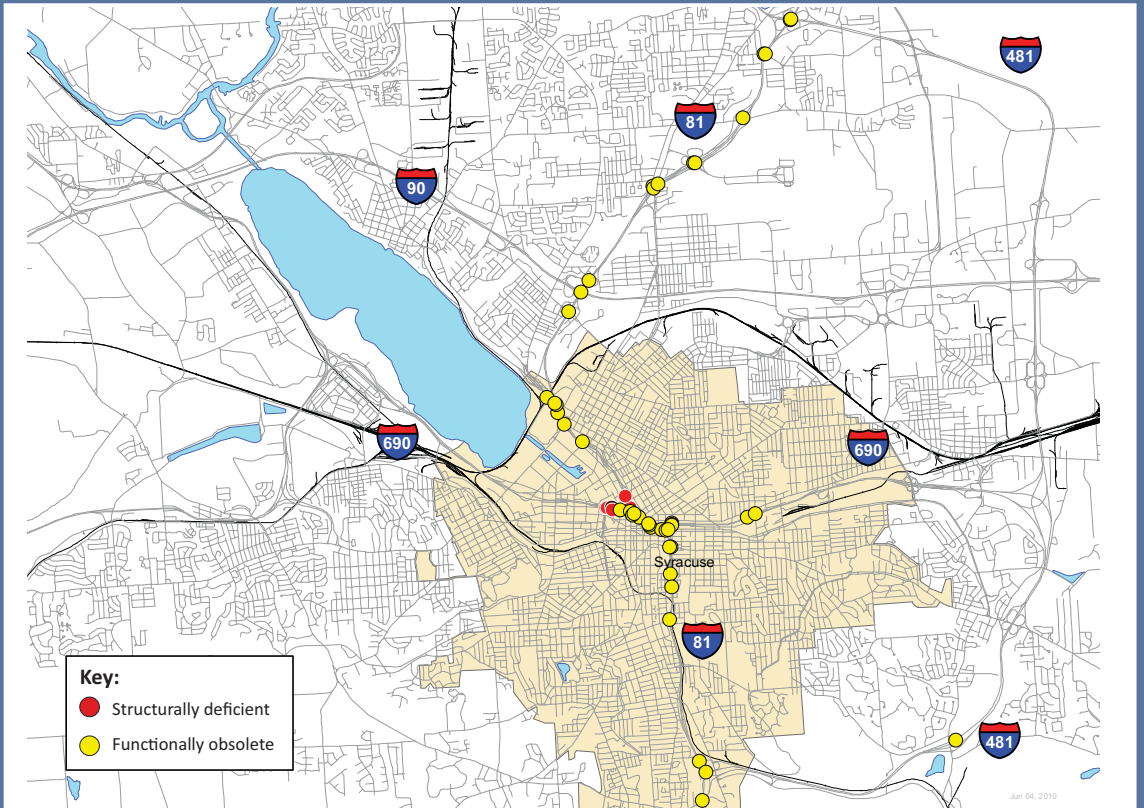 481
81
90
690
690
Syracuse
81
Key:
Structurally deficient
Functionally obsolete
481
Jun 04, 2010